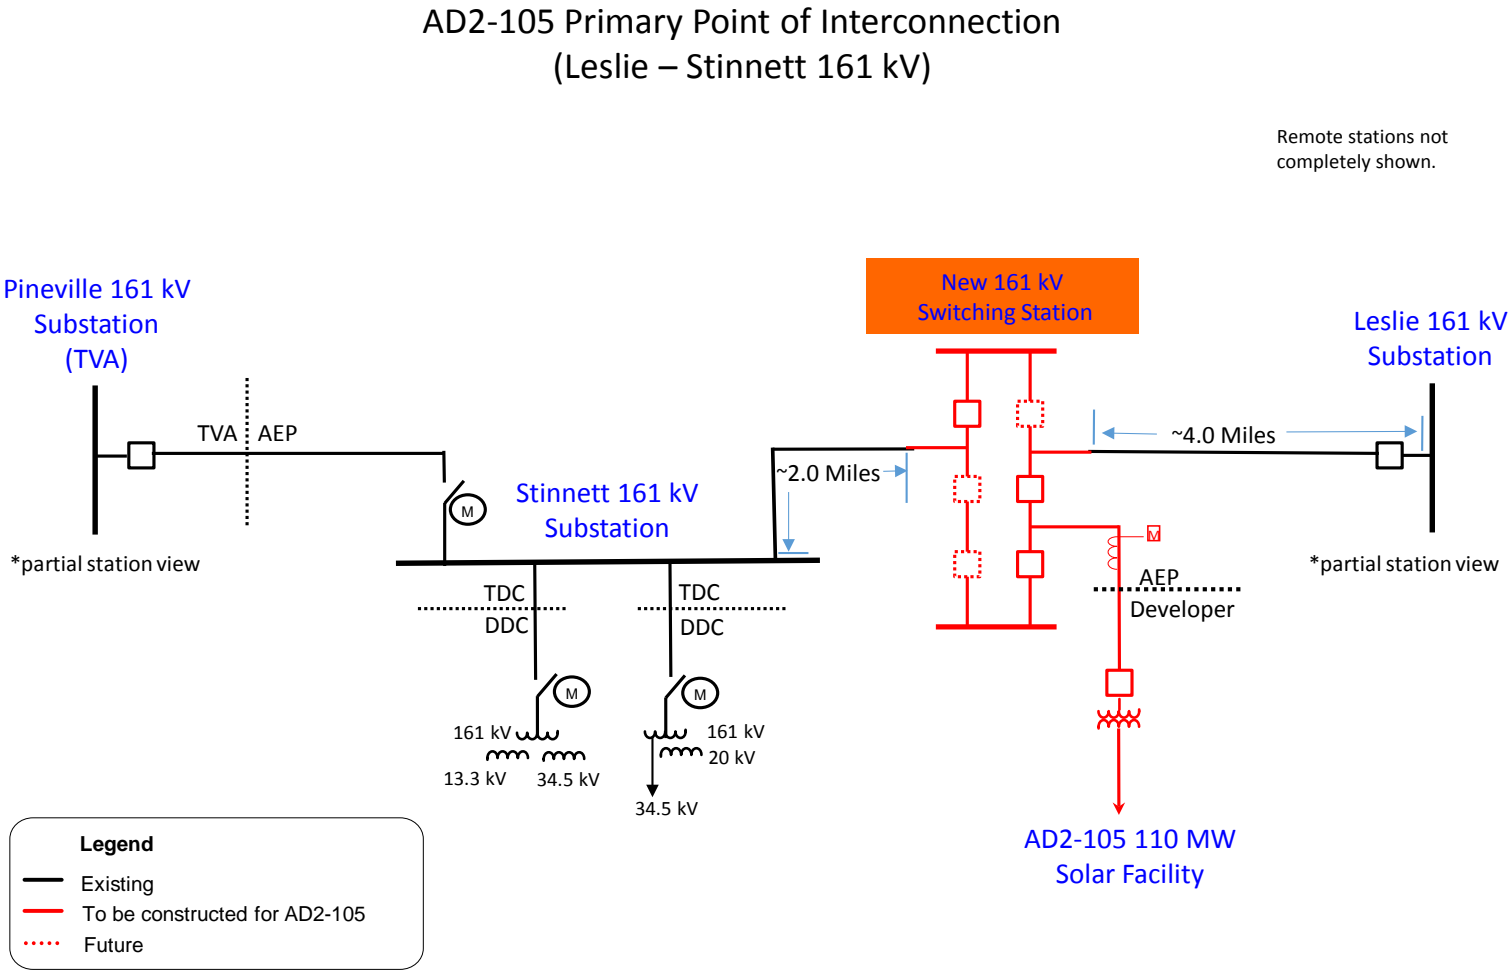 AD2-105 Primary Point of Interconnection
(Leslie – Stinnett 161 kV)
Remote stations not
completely shown.
Pineville 161 kV
Substation
(TVA)
New 161 kV
Switching Station
Leslie 161 kV
Substation
TVA
AEP
~4.0 Miles
~2.0 Miles
M
Stinnett 161 kV
Substation
M
*partial station view
*partial station view
TDC
DDC
TDC
DDC
AEP
Developer
M
M
161 kV
13.3 kV
34.5 kV
161 kV
20 kV
34.5 kV
AD2-105 110 MW
Solar Facility
Legend
Existing
To be constructed for AD2-105
Future